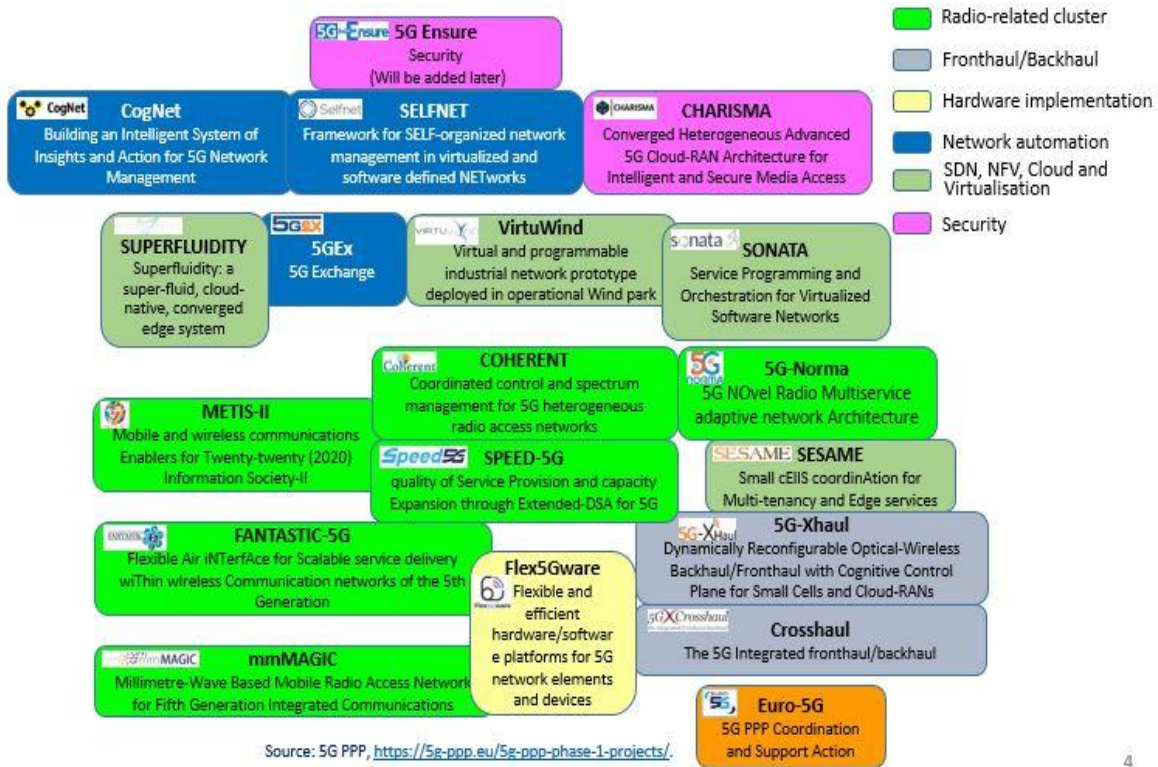 5G Ensure 5G Ensure
Security
(Will be added later)
CogNet CogNet
Building an Intelligent System of
Insights and Action for 5G Network
Management
Selfnet SELFNET
Framework for SELF-organized network
management in virtualized and
software defined NETworks
CHARISMA CHARISMA
Converged Heterogeneous Advanced
5G Cloud-RAN Architecture for
Intelligent and Secure Media Access
Radio-related cluster
Fronthaul/Backhaul
Hardware implementation
Network automation
SDN, NFV, Cloud and
Virtualisation
Security
SUPERFLUIDITY
Superfluidity: a
super-fluid, cloud-
native, converged
edge system
5GEX
5GEx
5G Exchange
VIRTUWIND VirtuWind
Virtual and programmable
industrial network prototype
deployed in operational Wind park
sonata
SONATA
Service Programming and
Orchestration for Virtualized
Software Networks
Coherent COHERENT
Coordinated control and spectrum
management for 5G heterogeneous
radio access networks
5G NORMA 5G-Norma
5G NOvel Radio Multiservice
adaptive network Architecture
METIS-II
Mobile and wireless communications
Enablers for Twenty-twenty (2020)
Information Society-II
Speed5G SPEED-5G
quality of Service Provision and capacity
Expansion through Extended-DSA for 5G
SESAME SESAME
Small cEllS coordinAtion for
Multi-tenancy and Edge services
FANTASTIC FANTASTIC-5G
Flexible Air iNTerfAce for Scalable service delivery
wiThin wIreless Communication networks of the 5th
Generation
Flex5Gware
Flexible and
efficient
hardware/softwar
e platforms for 5G
network elements
and devices
5G-XHaul 5G-Xhaul
Dynamically Reconfigurable Optical-Wireless
Backhaul/Fronthaul with Cognitive Control
Plane for Small Cells and Cloud-RANs
5GXCrosshaul
Crosshaul
The 5G Integrated fronthaul/backhaul
mmMAGIC mmMAGIC
Millimetre-Wave Based Mobile Radio Access Network
for Fifth Generation Integrated Communications
5G Euro-5G
5G PPP Coordination
and Support Action
Source: 5G PPP, https://5g-ppp.eu/5g-ppp-phase-1-projects/.
4